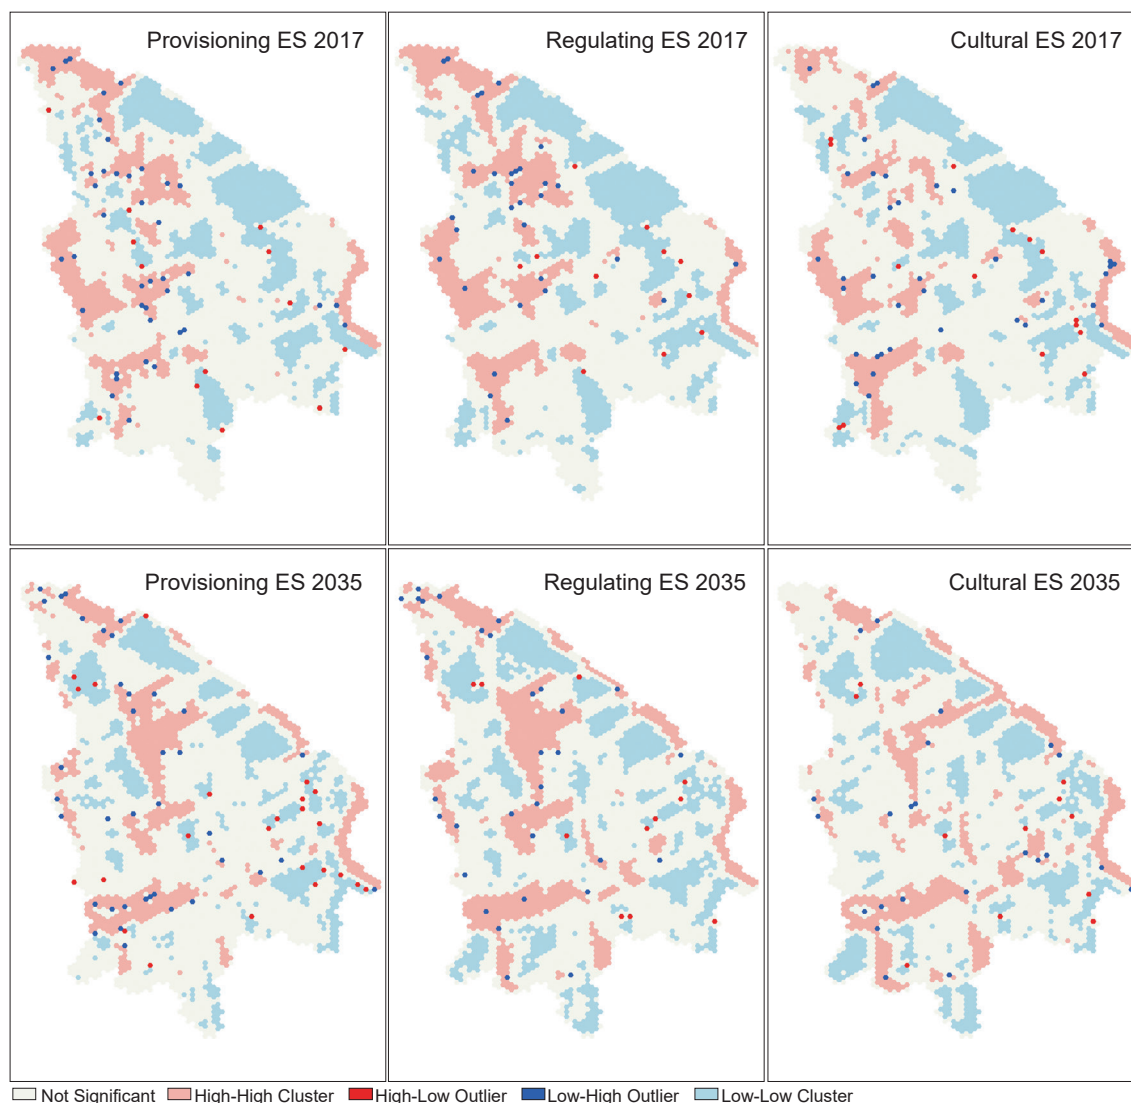 Provisioning ES 2017
Regulating ES 2017
Cultural ES 2017
Provisioning ES 2035
Regulating ES 2035
Cultural ES 2035
Not Significant High-High Cluster High-Low Outlier Low-High Outlier Low-Low Cluster